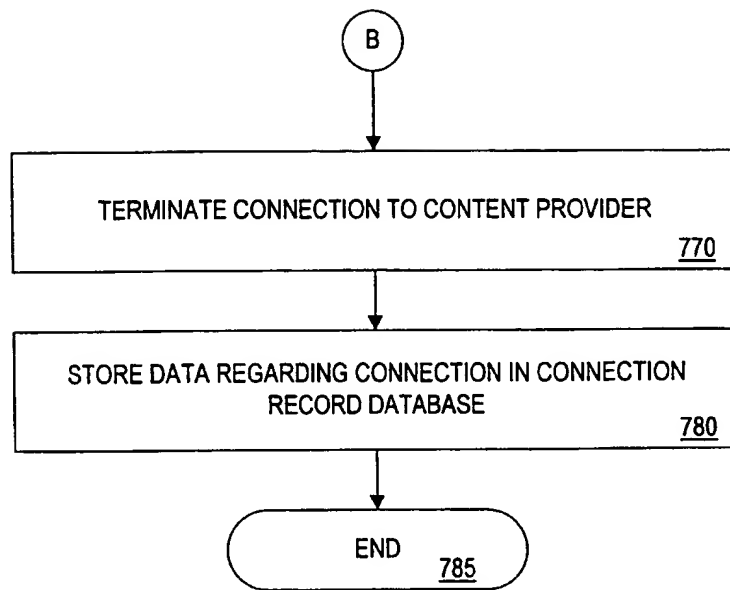 B
TERMINATE CONNECTION TO CONTENT PROVIDER
770
STORE DATA REGARDING CONNECTION IN CONNECTION
RECORD DATABASE
780
END
785